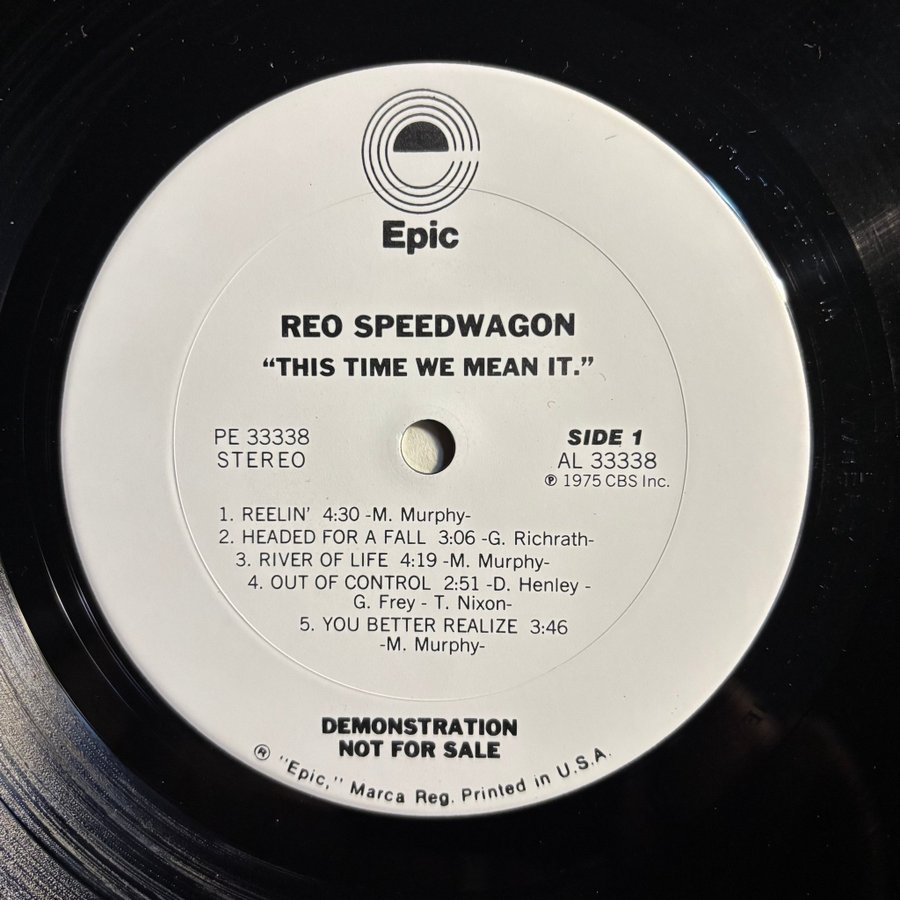 Epic
REO SPEEDWAGON
“THIS TIME WE MEAN IT.”
PE 33338
STEREO
SIDE 1
AL 33338
℗ 1975 CBS Inc.
1. REELIN' 4:30 -M. Murphy-
2. HEADED FOR A FALL 3:06 -G. Richrath-
3. RIVER OF LIFE 4:19 -M. Murphy-
4. OUT OF CONTROL 2:51 -D. Henley -
G. Frey - T. Nixon-
5. YOU BETTER REALIZE 3:46
-M. Murphy-
DEMONSTRATION
NOT FOR SALE
® "Epic," Marca Reg. Printed in U.S.A.